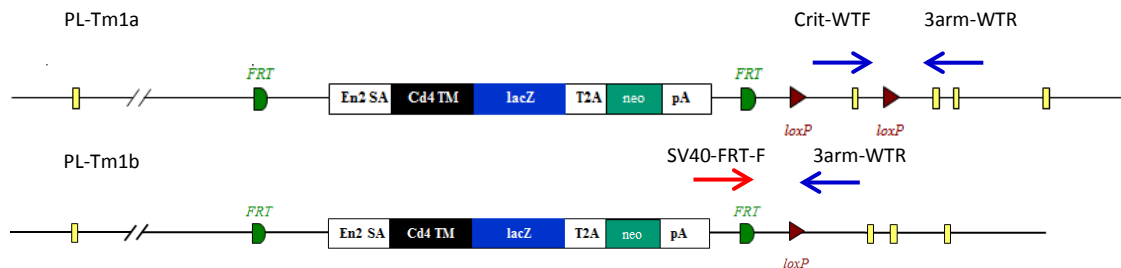 PL-Tm1a Crit-WTF 3arm-WTR
FRT FRT
En2 SA Cd4 TM lacZ T2A neo pA
loxP loxP
SV40-FRT-F 3arm-WTR
PL-Tm1b
FRT FRT
En2 SA Cd4 TM lacZ T2A neo pA
loxP